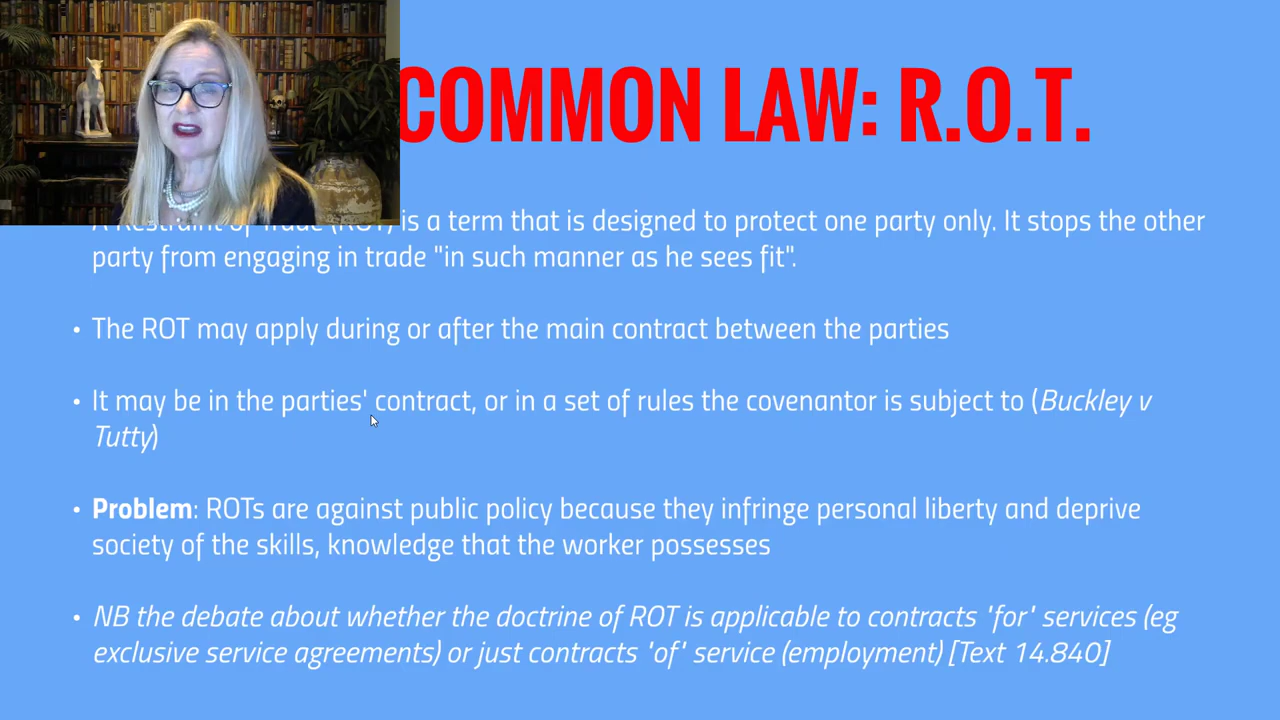 COMMON LAW: R.O.T.
A Restraint of Trade (ROT) is a term that is designed to protect one party only. It stops the other
party from engaging in trade "in such manner as he sees fit".
• The ROT may apply during or after the main contract between the parties
• It may be in the parties' contract, or in a set of rules the covenantor is subject to (Buckley v
Tutty)
• Problem: ROTs are against public policy because they infringe personal liberty and deprive
society of the skills, knowledge that the worker possesses
• NB the debate about whether the doctrine of ROT is applicable to contracts 'for' services (eg
exclusive service agreements) or just contracts 'of' service (employment) [Text 14.840]